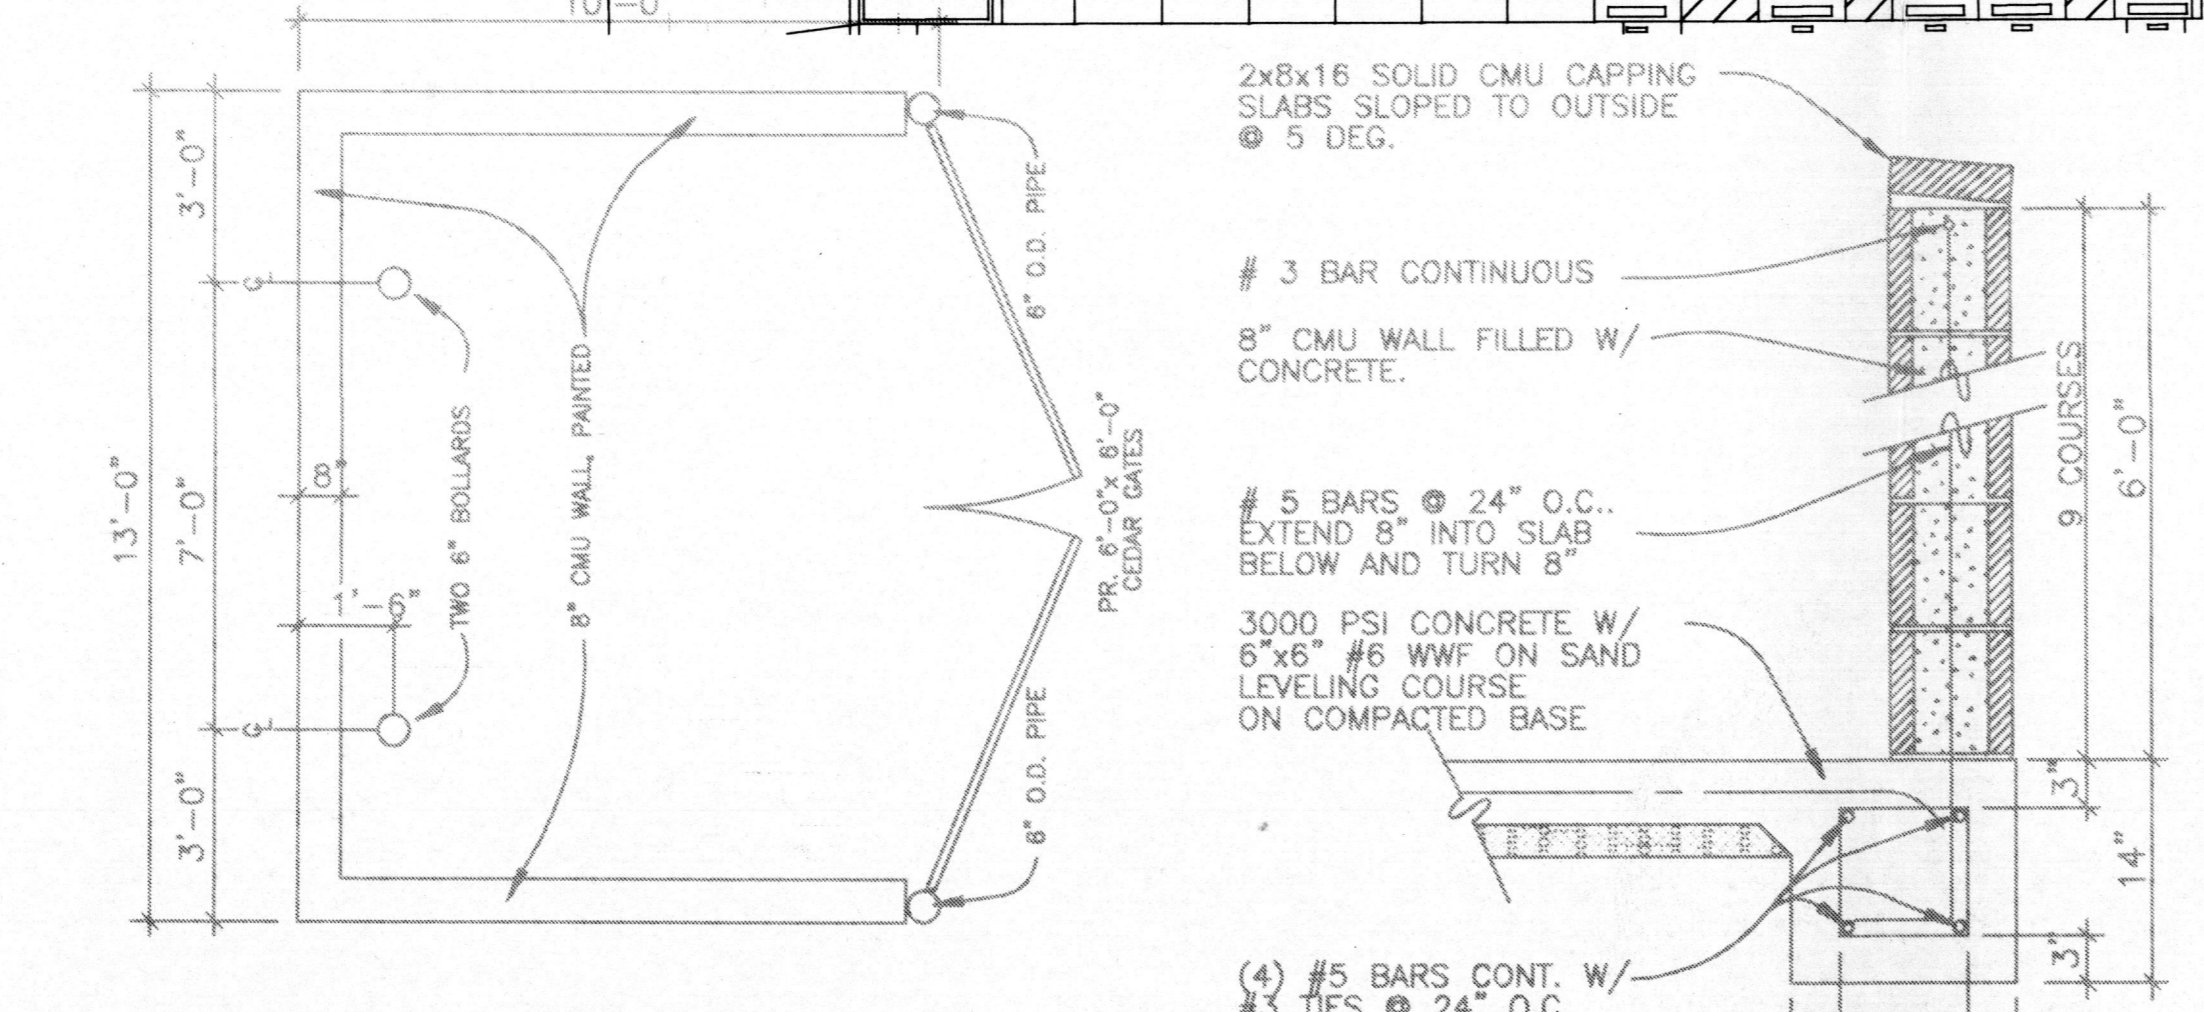 10'-0"
13'-0"
3'-0"
7'-0"
3'-0"
CL
CL
8"
1'-6"
TWO 6" BOLLARDS
8" CMU WALL, PAINTED
6" O.D. PIPE
6" O.D. PIPE
PR. 6'-0"x 6'-0"
CEDAR GATES
2x8x16 SOLID CMU CAPPING
SLABS SLOPED TO OUTSIDE
@ 5 DEG.
# 3 BAR CONTINUOUS
8" CMU WALL FILLED W/
CONCRETE.
# 5 BARS @ 24" O.C..
EXTEND 8" INTO SLAB
BELOW AND TURN 8"
3000 PSI CONCRETE W/
6"x6" #6 WWF ON SAND
LEVELING COURSE
ON COMPACTED BASE
(4) #5 BARS CONT. W/
#3 TIES @ 24" O.C.
9 COURSES
6'-0"
3"
14"
3"